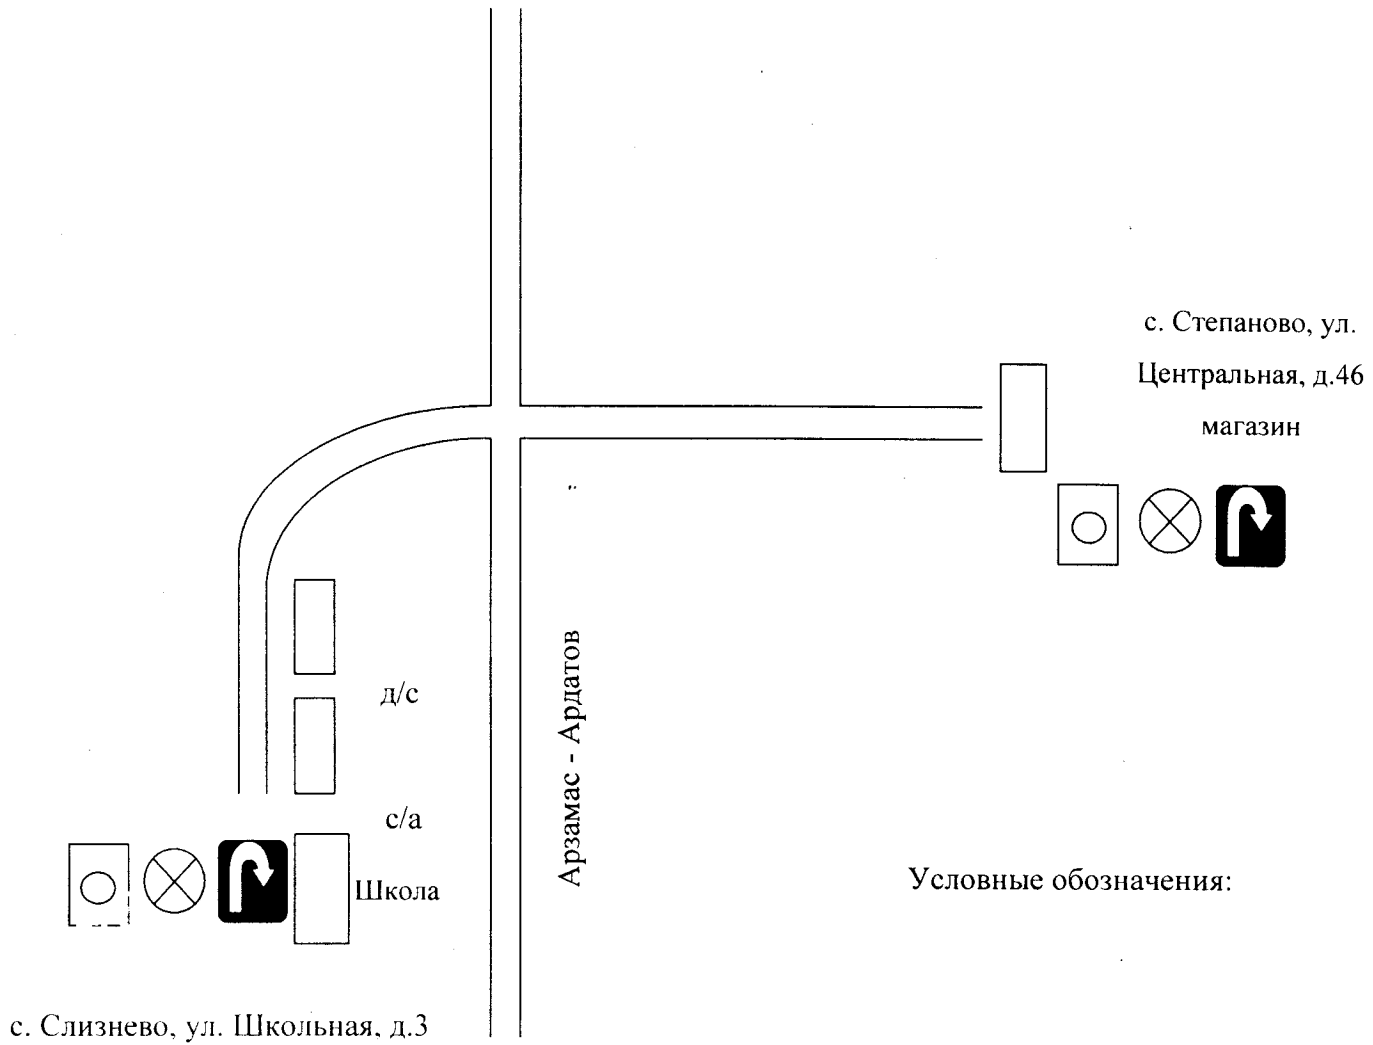 с. Степаново, ул.
Центральная, д.46
магазин
д/с
Арзамас - Ардатов
с/а
Школа
Условные обозначения:
с. Слизнево, ул. Школьная, д.3